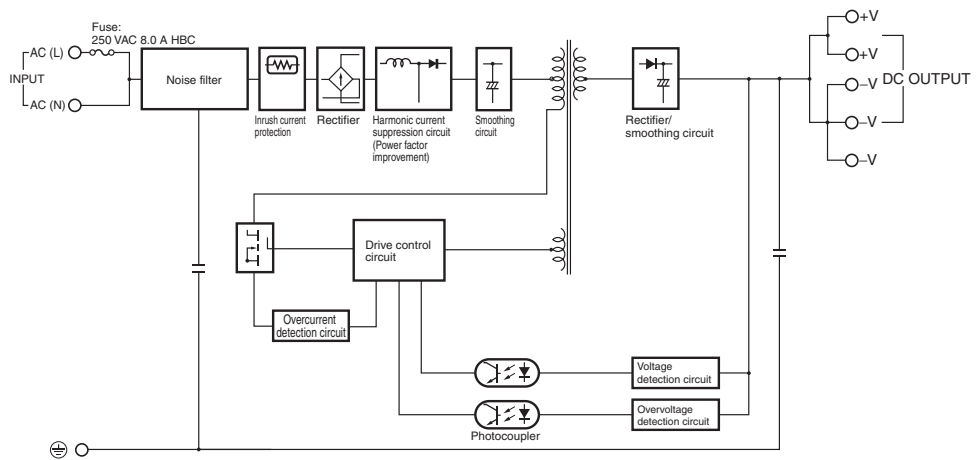 Fuse:
250 VAC 8.0 A HBC
AC (L)
INPUT
AC (N)
Noise filter
Inrush current
protection
Rectifier
Harmonic current
suppression circuit
(Power factor
improvement)
Smoothing
circuit
Rectifier/
smoothing circuit
+V
+V
−V
DC OUTPUT
−V
−V
Drive control
circuit
Overcurrent
detection circuit
Voltage
detection circuit
Overvoltage
detection circuit
Photocoupler